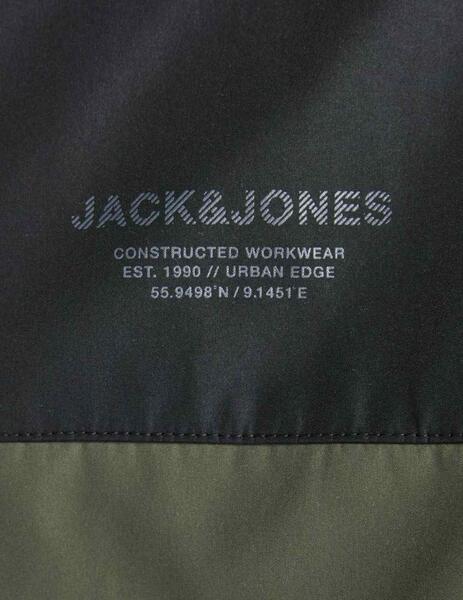 JACK&JONES
CONSTRUCTED WORKWEAR
EST. 1990 // URBAN EDGE
55.9498°N / 9.1451°E